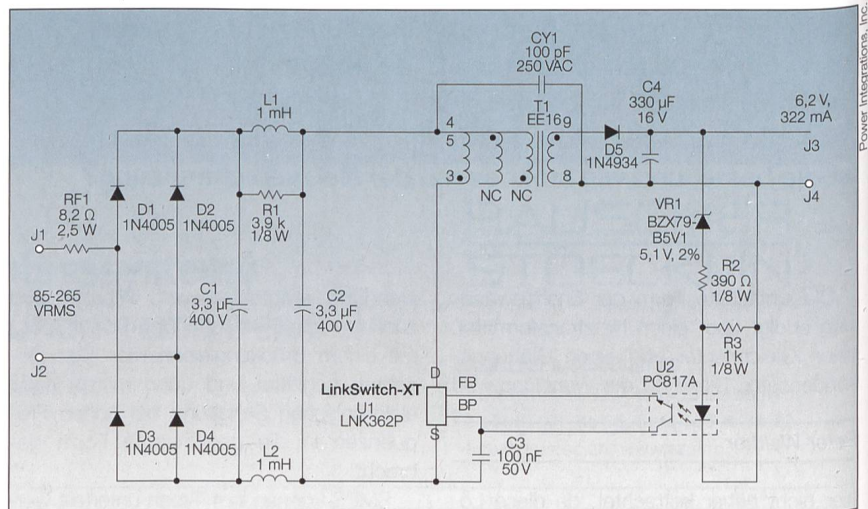 Power Integrations, Inc.
CY1
100 pF
250 VAC
L1
1 mH
T1
EE16
C4
330 µF
16 V
6,2 V,
322 mA
4
5
3
9
8
NC
NC
D5
1N4934
J3
J4
RF1
8,2 Ω
2,5 W
D1
1N4005
D2
1N4005
R1
3,9 k
1/8 W
VR1
BZX79-
B5V1
5,1 V, 2%
J1
85-265
VRMS
J2
C1
3,3 µF
400 V
C2
3,3 µF
400 V
R2
390 Ω
1/8 W
R3
1 k
1/8 W
D
FB
BP
S
LinkSwitch-XT
U1
LNK362P
U2
PC817A
D3
1N4005
D4
1N4005
L2
1 mH
C3
100 nF
50 V